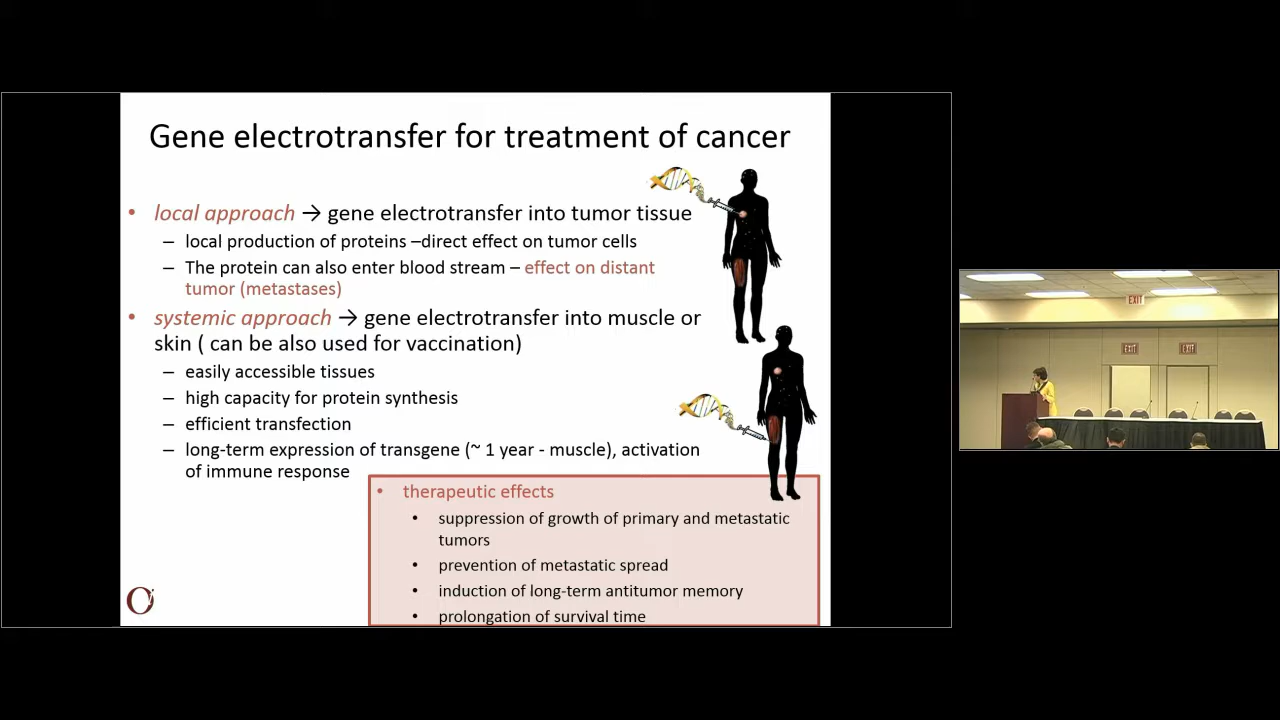 Gene electrotransfer for treatment of cancer
• local approach → gene electrotransfer into tumor tissue
– local production of proteins –direct effect on tumor cells
– The protein can also enter blood stream – effect on distant
tumor (metastases)
• systemic approach → gene electrotransfer into muscle or
skin ( can be also used for vaccination)
– easily accessible tissues
– high capacity for protein synthesis
– efficient transfection
– long-term expression of transgene (~ 1 year - muscle), activation
of immune response
• therapeutic effects
• suppression of growth of primary and metastatic
tumors
• prevention of metastatic spread
• induction of long-term antitumor memory
• prolongation of survival time
EXIT
EXIT
EXIT